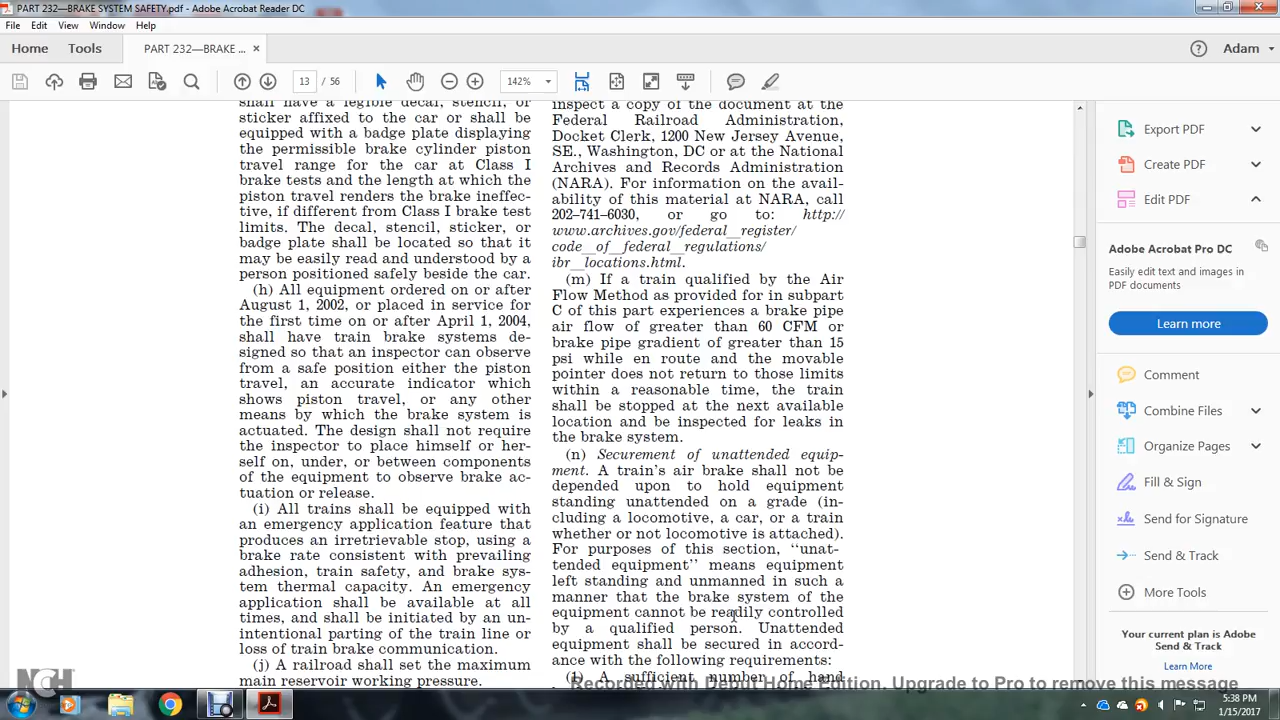 PART 232—BRAKE SYSTEM SAFETY.pdf - Adobe Acrobat Reader DC
File Edit View Window Help
Home Tools PART 232—BRAKE ... ×
Adam
13 / 56
142%
shall have a legible decal, stencil, or
sticker affixed to the car or shall be
equipped with a badge plate displaying
the permissible brake cylinder piston
travel range for the car at Class I
brake tests and the length at which the
piston travel renders the brake ineffec-
tive, if different from Class I brake test
limits. The decal, stencil, sticker, or
badge plate shall be located so that it
may be easily read and understood by a
person positioned safely beside the car.
(h) All equipment ordered on or after
August 1, 2002, or placed in service for
the first time on or after April 1, 2004,
shall have train brake systems de-
signed so that an inspector can observe
from a safe position either the piston
travel, an accurate indicator which
shows piston travel, or any other
means by which the brake system is
actuated. The design shall not require
the inspector to place himself or her-
self on, under, or between components
of the equipment to observe brake ac-
tuation or release.
(i) All trains shall be equipped with
an emergency application feature that
produces an irretrievable stop, using a
brake rate consistent with prevailing
adhesion, train safety, and brake sys-
tem thermal capacity. An emergency
application shall be available at all
times, and shall be initiated by an un-
intentional parting of the train line or
loss of train brake communication.
(j) A railroad shall set the maximum
main reservoir working pressure.
inspect a copy of the document at the
Federal Railroad Administration,
Docket Clerk, 1200 New Jersey Avenue,
SE., Washington, DC or at the National
Archives and Records Administration
(NARA). For information on the avail-
ability of this material at NARA, call
202–741–6030, or go to: http://
www.archives.gov/federal_register/
code_of_federal_regulations/
ibr_locations.html.
(m) If a train qualified by the Air
Flow Method as provided for in subpart
C of this part experiences a brake pipe
air flow of greater than 60 CFM or
brake pipe gradient of greater than 15
psi while en route and the movable
pointer does not return to those limits
within a reasonable time, the train
shall be stopped at the next available
location and be inspected for leaks in
the brake system.
(n) Securement of unattended equip-
ment. A train's air brake shall not be
depended upon to hold equipment
standing unattended on a grade (in-
cluding a locomotive, a car, or a train
whether or not locomotive is attached).
For purposes of this section, ‘‘unat-
tended equipment’’ means equipment
left standing and unmanned in such a
manner that the brake system of the
equipment cannot be readily controlled
by a qualified person. Unattended
equipment shall be secured in accord-
ance with the following requirements:
(1) A sufficient number of hand
Export PDF
Create PDF
Edit PDF
Adobe Acrobat Pro DC
Easily edit text and images in
PDF documents
Learn more
Comment
Combine Files
Organize Pages
Fill & Sign
Send for Signature
Send & Track
More Tools
Your current plan is Adobe
Send & Track
Learn More
NCH
Recorded with Debut Home Edition. Upgrade to Pro to remove this message
5:38 PM
1/15/2017